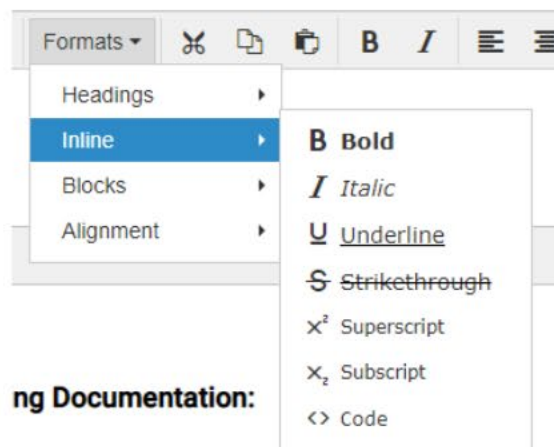 Formats
B I
Headings
Inline
Blocks
Alignment
B Bold
I Italic
U Underline
S Strikethrough
x² Superscript
x₂ Subscript
<> Code
ng Documentation: